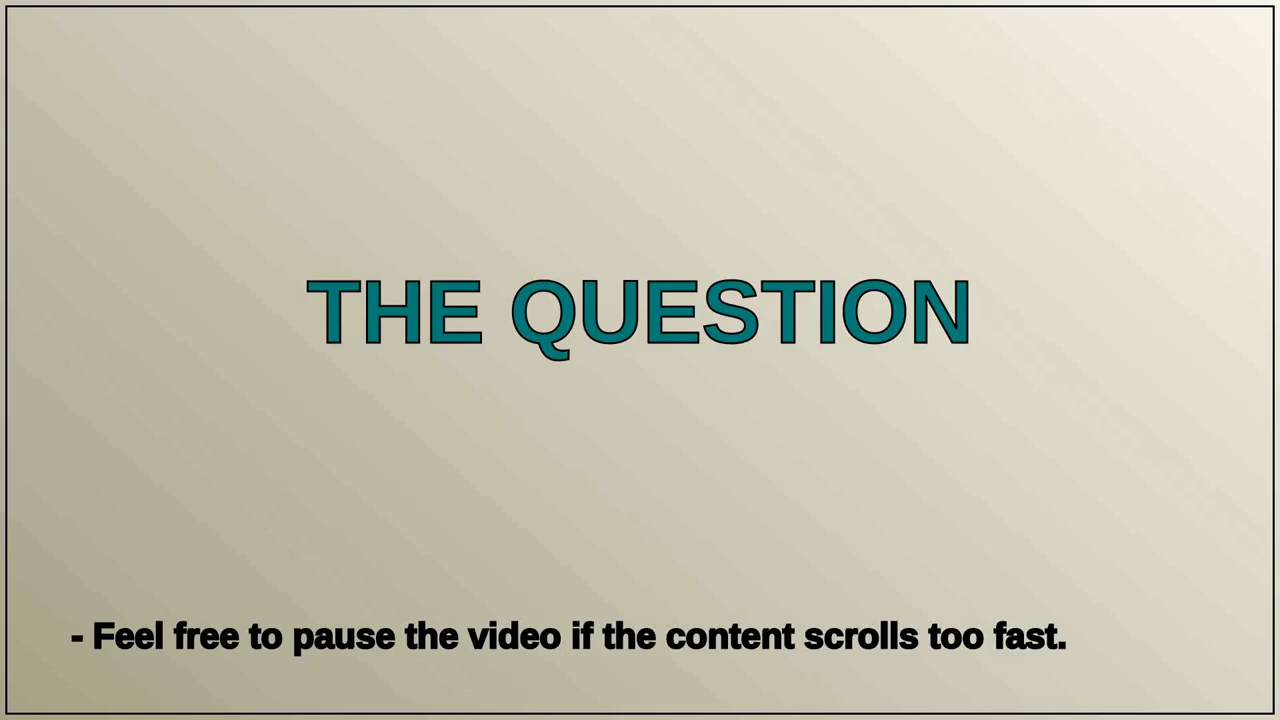 THE QUESTION
- Feel free to pause the video if the content scrolls too fast.